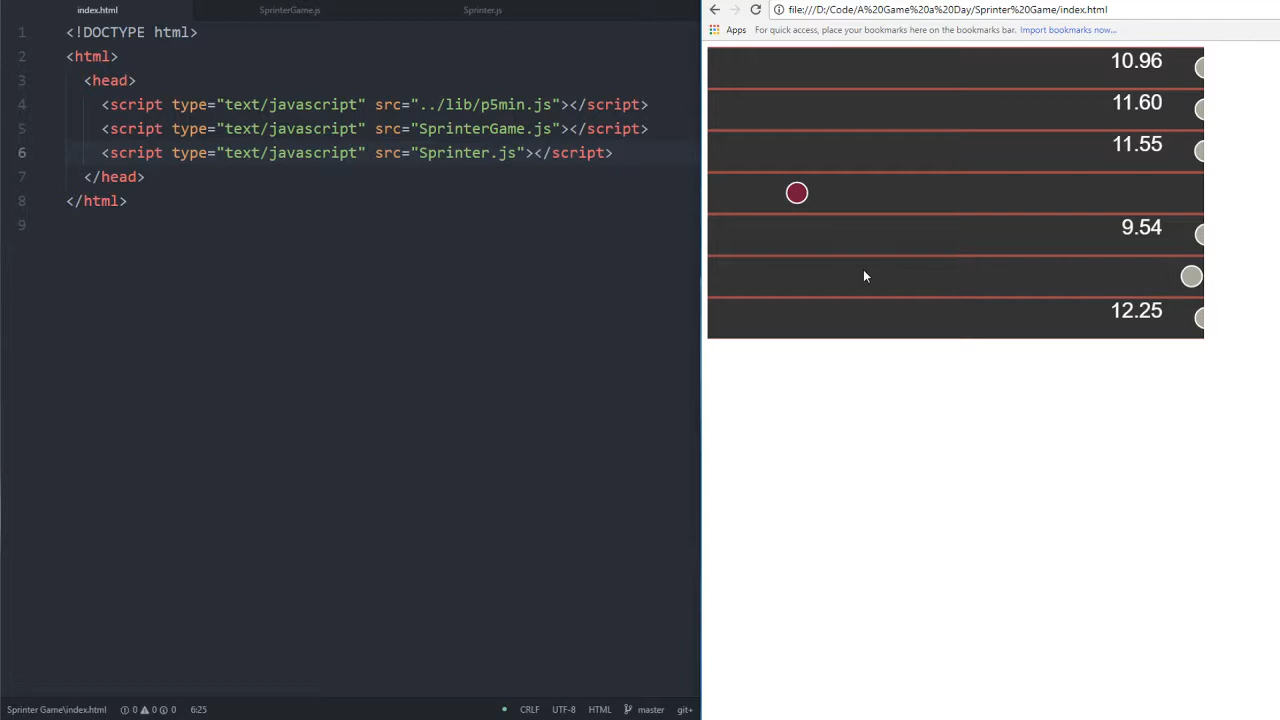 index.html
SprinterGame.js
Sprinter.js
1 <!DOCTYPE html>
2 <html>
3 <head>
4 <script type="text/javascript" src="../lib/p5min.js"></script>
5 <script type="text/javascript" src="SprinterGame.js"></script>
6 <script type="text/javascript" src="Sprinter.js"></script>
7 </head>
8 </html>
9
Sprinter Game\index.html 0 0 0 6:25 CRLF UTF-8 HTML master git+
file:///D:/Code/A%20Game%20a%20Day/Sprinter%20Game/index.html
Apps For quick access, place your bookmarks here on the bookmarks bar. Import bookmarks now...
10.96
11.60
11.55
9.54
12.25